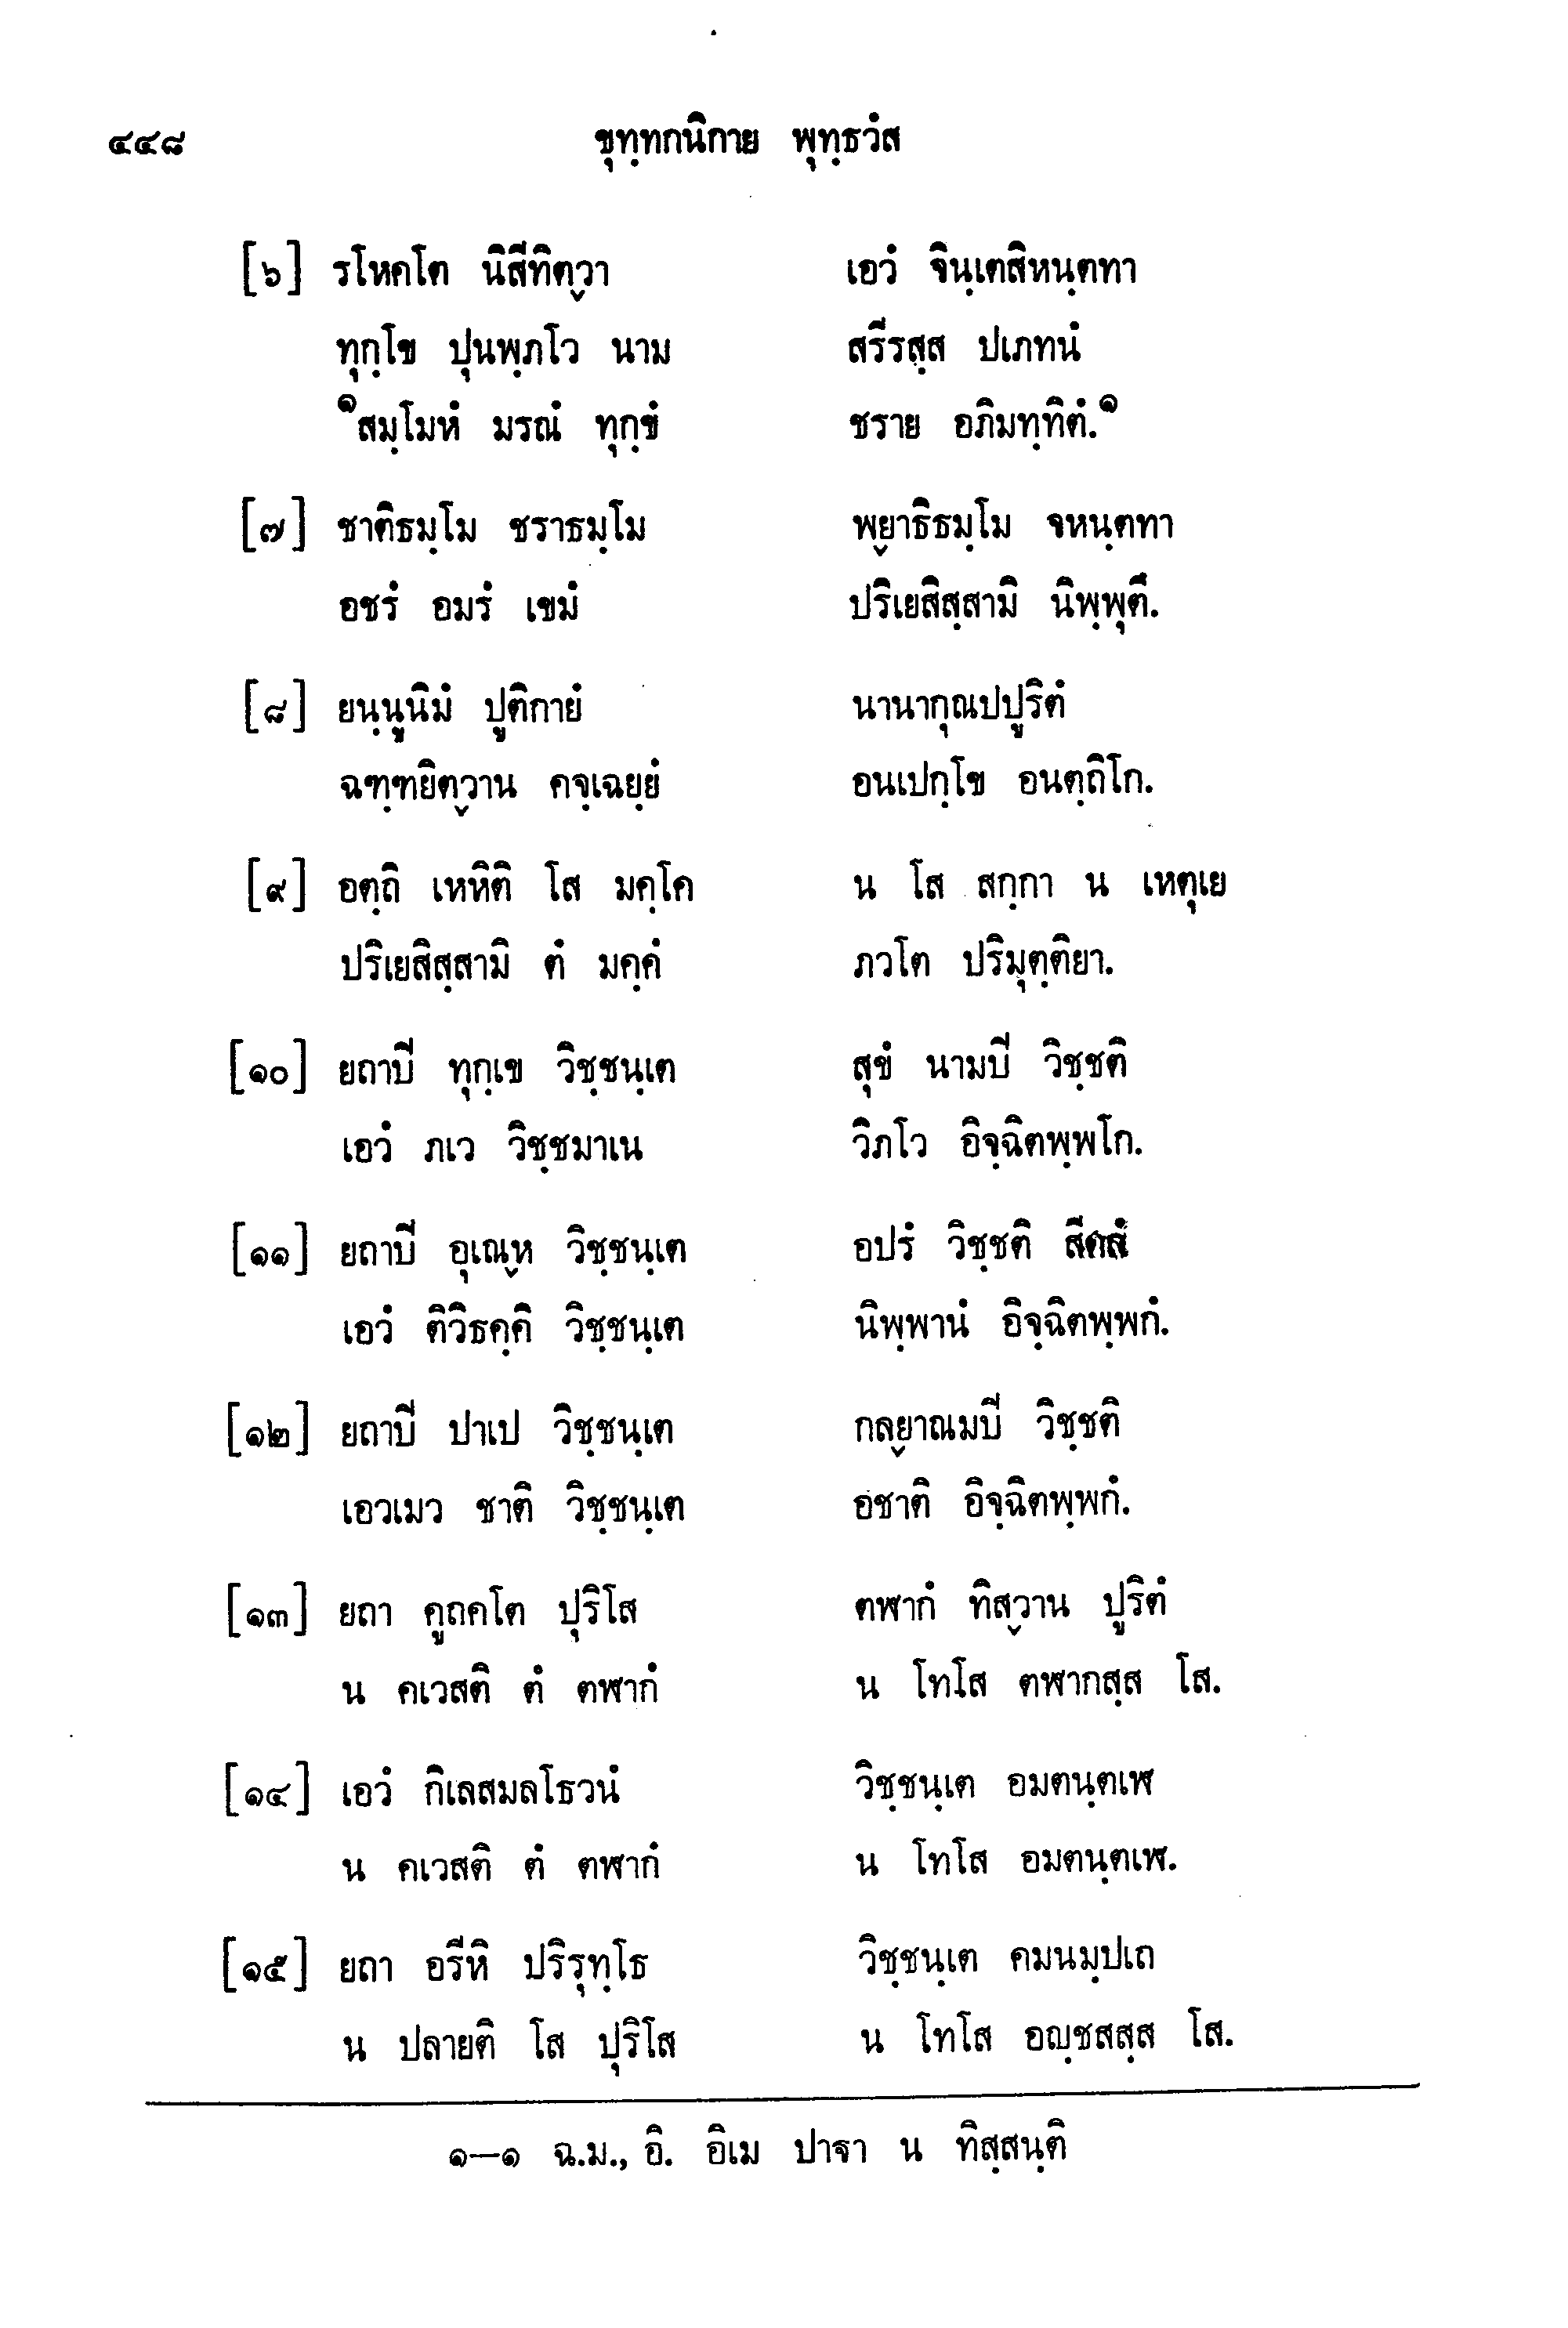 ๔๔๘ ขุทฺทกนิกาย พุทฺธวํส
[๖] รโหคโต นิสีทิตฺวา เอวํ จินฺเตสิหนฺตทา
ทุกฺโข ปุนพฺภโว นาม สรีรสฺส ปเภทนํ
๑สมฺโมหํ มรณํ ทุกฺขํ ชราย อภิมทฺทิตํ.๑
[๗] ชาติธมฺโม ชราธมฺโม พฺยาธิธมฺโม จหนฺตทา
อชรํ อมรํ เขมํ ปริเยสิสฺสามิ นิพฺพุตึ.
[๘] ยนฺนูนิมํ ปูติกายํ นานากุณปปูริตํ
ฉฑฺฑยิตฺวาน คจฺเฉยฺยํ อนเปกฺโข อนตฺถิโก.
[๙] อตฺถิ เหหิติ โส มคฺโค น โส สกฺกา น เหตุเย
ปริเยสิสฺสามิ ตํ มคฺคํ ภวโต ปริมุตฺติยา.
[๑๐] ยถาปิ ทุกฺเข วิชฺชนฺเต สุขํ นามปิ วิชฺชติ
เอวํ ภเว วิชฺชมาเน วิภโว อิจฺฉิตพฺพโก.
[๑๑] ยถาปิ อุเณฺห วิชฺชนฺเต อปรํ วิชฺชติ
เอวํ ติวิธคฺคิ วิชฺชนฺเต นิพฺพานํ อิจฺฉิตพฺพกํ.
[๑๒] ยถาปิ ปาเป วิชฺชนฺเต กลฺยาณมปิ วิชฺชติ
เอวเมว ชาติ วิชฺชนฺเต อชาติ อิจฺฉิตพฺพกํ.
[๑๓] ยถา คูถคโต ปุริโส ตฬากํ ทิสฺวาน ปูริตํ
น คเวสติ ตํ ตฬากํ น โทโส ตฬากสฺส โส.
[๑๔] เอวํ กิเลสมลโธวนํ วิชฺชนฺเต อมตนฺตเฬ
น คเวสติ ตํ ตฬากํ น โทโส อมตนฺตเฬ.
[๑๕] ยถา อรีหิ ปริรุทฺโธ วิชฺชนฺเต คมนมฺปเถ
น ปลายติ โส ปุริโส น โทโส อญฺชสสฺส โส.
๑–๑ ฉ.ม., อิ. อิเม ปาฐา น ทิสฺสนฺติ